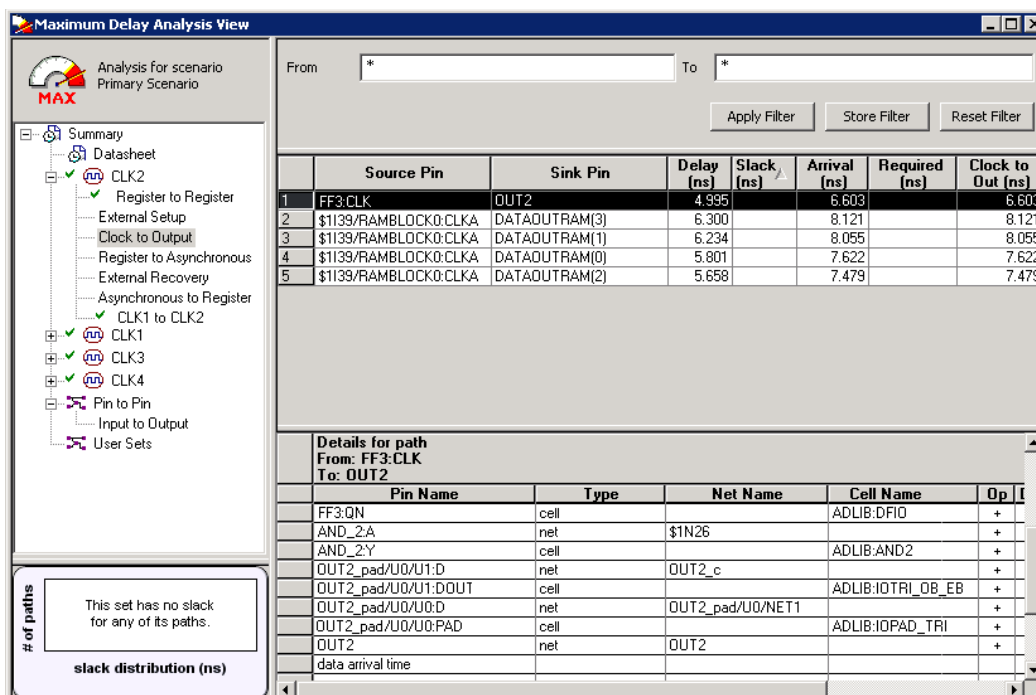 Maximum Delay Analysis View
MAX
Analysis for scenario
Primary Scenario
Summary
Datasheet
CLK2
Register to Register
External Setup
Clock to Output
Register to Asynchronous
External Recovery
Asynchronous to Register
CLK1 to CLK2
CLK1
CLK3
CLK4
Pin to Pin
Input to Output
User Sets
# of paths
This set has no slack
for any of its paths.
slack distribution (ns)
From * To *
Apply Filter Store Filter Reset Filter
Source Pin Sink Pin Delay (ns) Slack (ns) Arrival (ns) Required (ns) Clock to Out (ns)
1 FF3:CLK OUT2 4.995 6.603 6.603
2 $1I39/RAMBLOCK0:CLKA DATAOUTRAM(3) 6.300 8.121 8.121
3 $1I39/RAMBLOCK0:CLKA DATAOUTRAM(1) 6.234 8.055 8.055
4 $1I39/RAMBLOCK0:CLKA DATAOUTRAM(0) 5.801 7.622 7.622
5 $1I39/RAMBLOCK0:CLKA DATAOUTRAM(2) 5.658 7.479 7.479
Details for path
From: FF3:CLK
To: OUT2
Pin Name Type Net Name Cell Name Op
FF3:QN cell ADLIB:DFI0 +
AND_2:A net $1N26 +
AND_2:Y cell ADLIB:AND2 +
OUT2_pad/U0/U1:D net OUT2_c +
OUT2_pad/U0/U1:DOUT cell ADLIB:IOTRI_OB_EB +
OUT2_pad/U0/U0:D net OUT2_pad/U0/NET1 +
OUT2_pad/U0/U0:PAD cell ADLIB:IOPAD_TRI +
OUT2 net OUT2 +
data arrival time